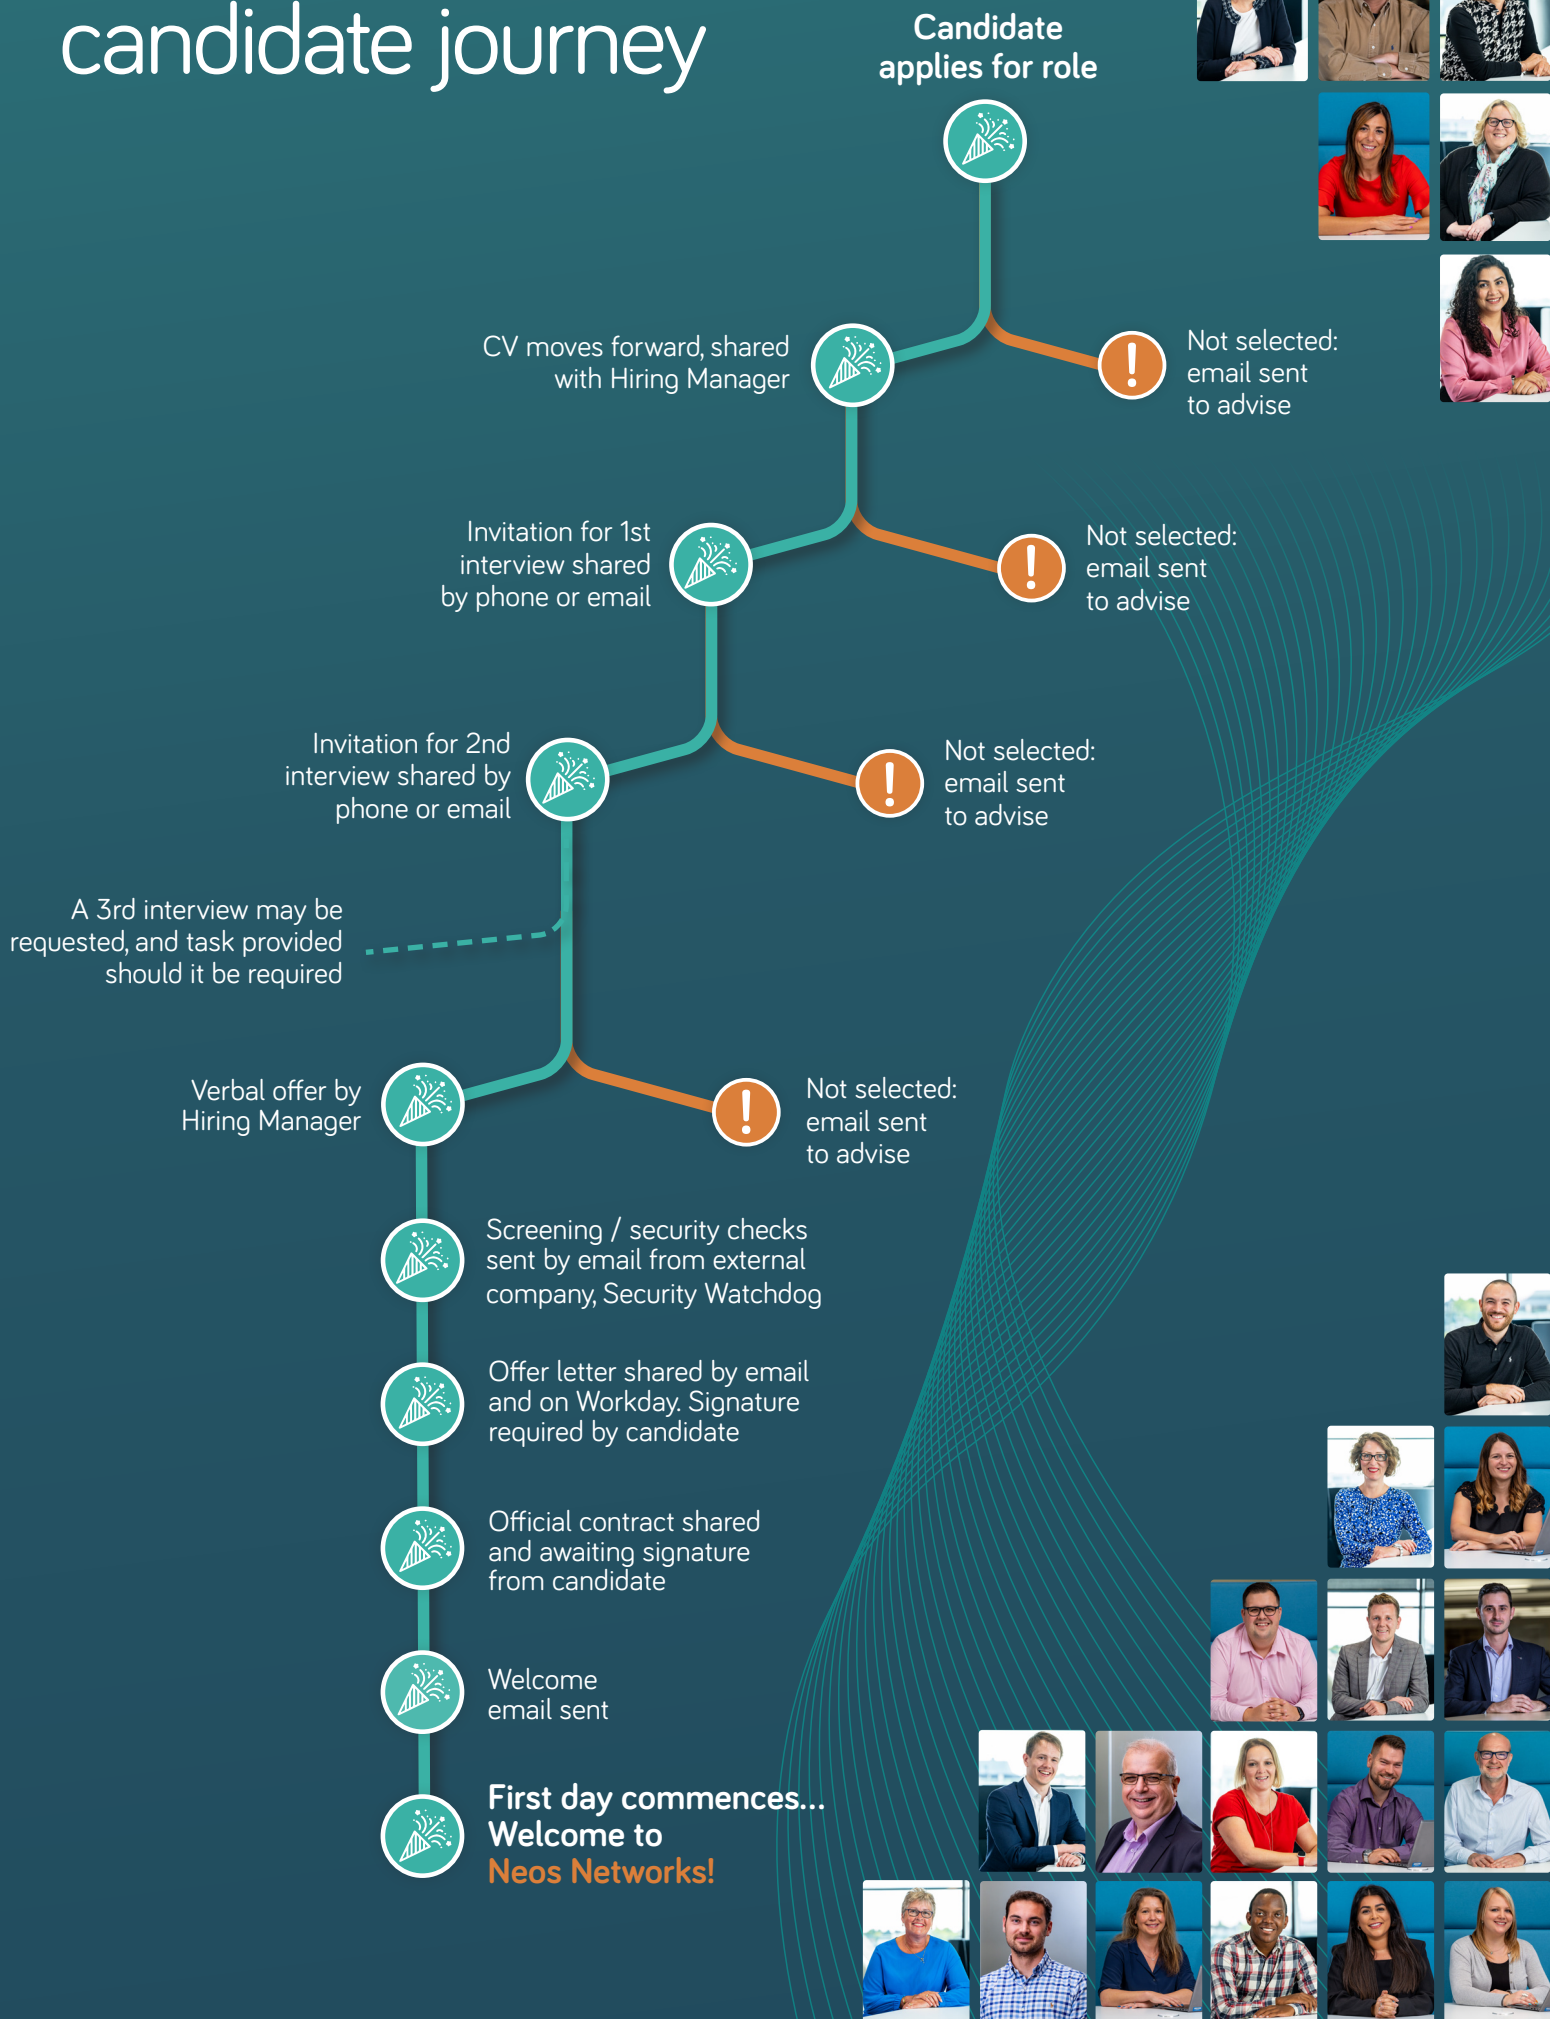 candidate journey
Candidate
applies for role
CV moves forward, shared
with Hiring Manager
Not selected:
email sent
to advise
Invitation for 1st
interview shared
by phone or email
Not selected:
email sent
to advise
Invitation for 2nd
interview shared by
phone or email
Not selected:
email sent
to advise
A 3rd interview may be
requested, and task provided
should it be required
Verbal offer by
Hiring Manager
Not selected:
email sent
to advise
Screening / security checks
sent by email from external
company, Security Watchdog
Offer letter shared by email
and on Workday. Signature
required by candidate
Official contract shared
and awaiting signature
from candidate
Welcome
email sent
First day commences...
Welcome to
Neos Networks!